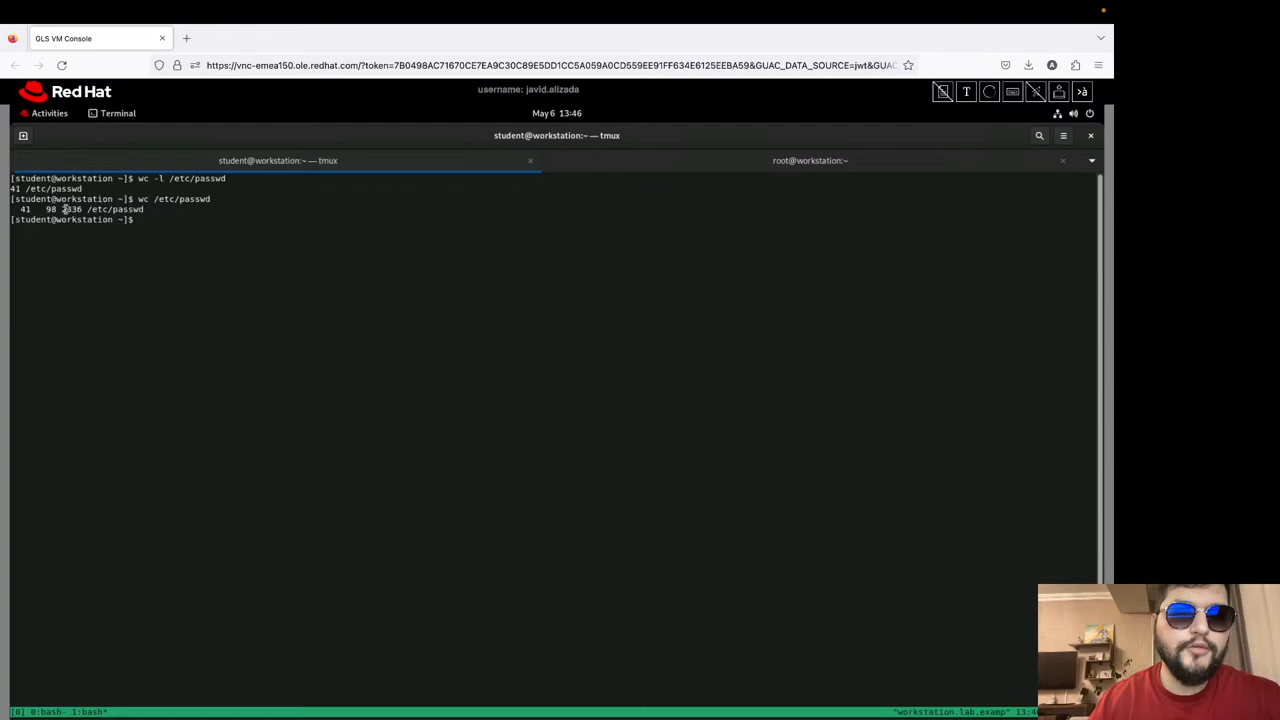 GLS VM Console
https://vnc-emea150.ole.redhat.com/?token=7B0498AC71670CE7EA9C30C89E5DD1CC5A059A0CD559EE91FF634E6125EEBA59&GUAC_DATA_SOURCE=jwt&GUAC_
Red Hat
username: javid.alizada
Activities
Terminal
May 6 13:46
student@workstation:~ — tmux
student@workstation:~ — tmux
root@workstation:~
[student@workstation ~]$ wc -l /etc/passwd
41 /etc/passwd
[student@workstation ~]$ wc /etc/passwd
41 98 2336 /etc/passwd
[student@workstation ~]$
[0] 0:bash- 1:bash*
"workstation.lab.examp"